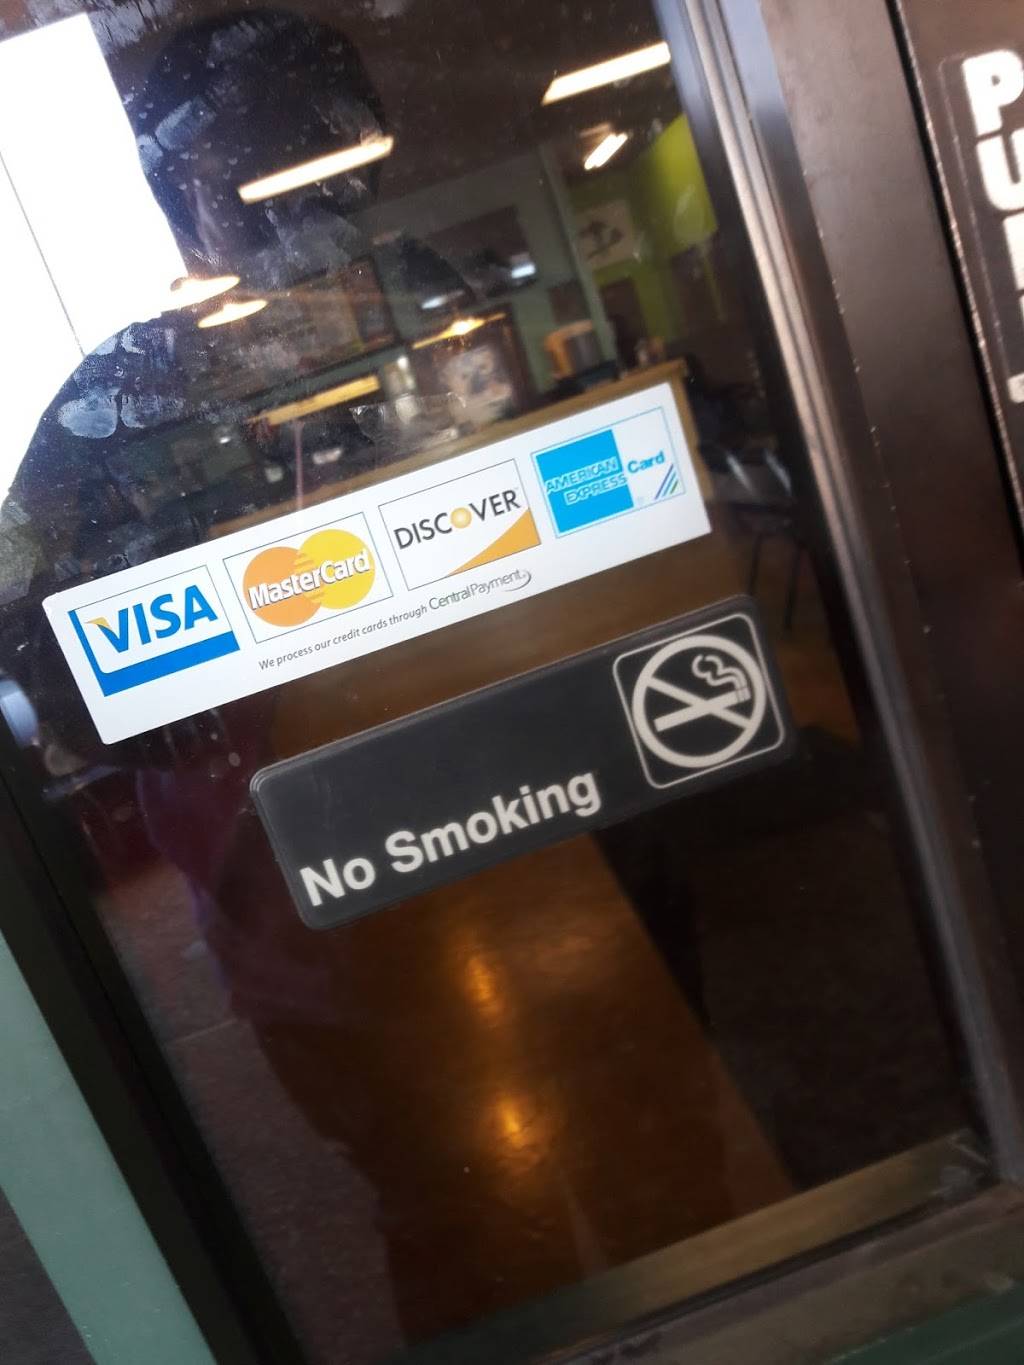 VISA
MasterCard
DISCOVER
AMERICAN EXPRESS
Card
We process our credit cards through CentralPayment
No Smoking
P
U